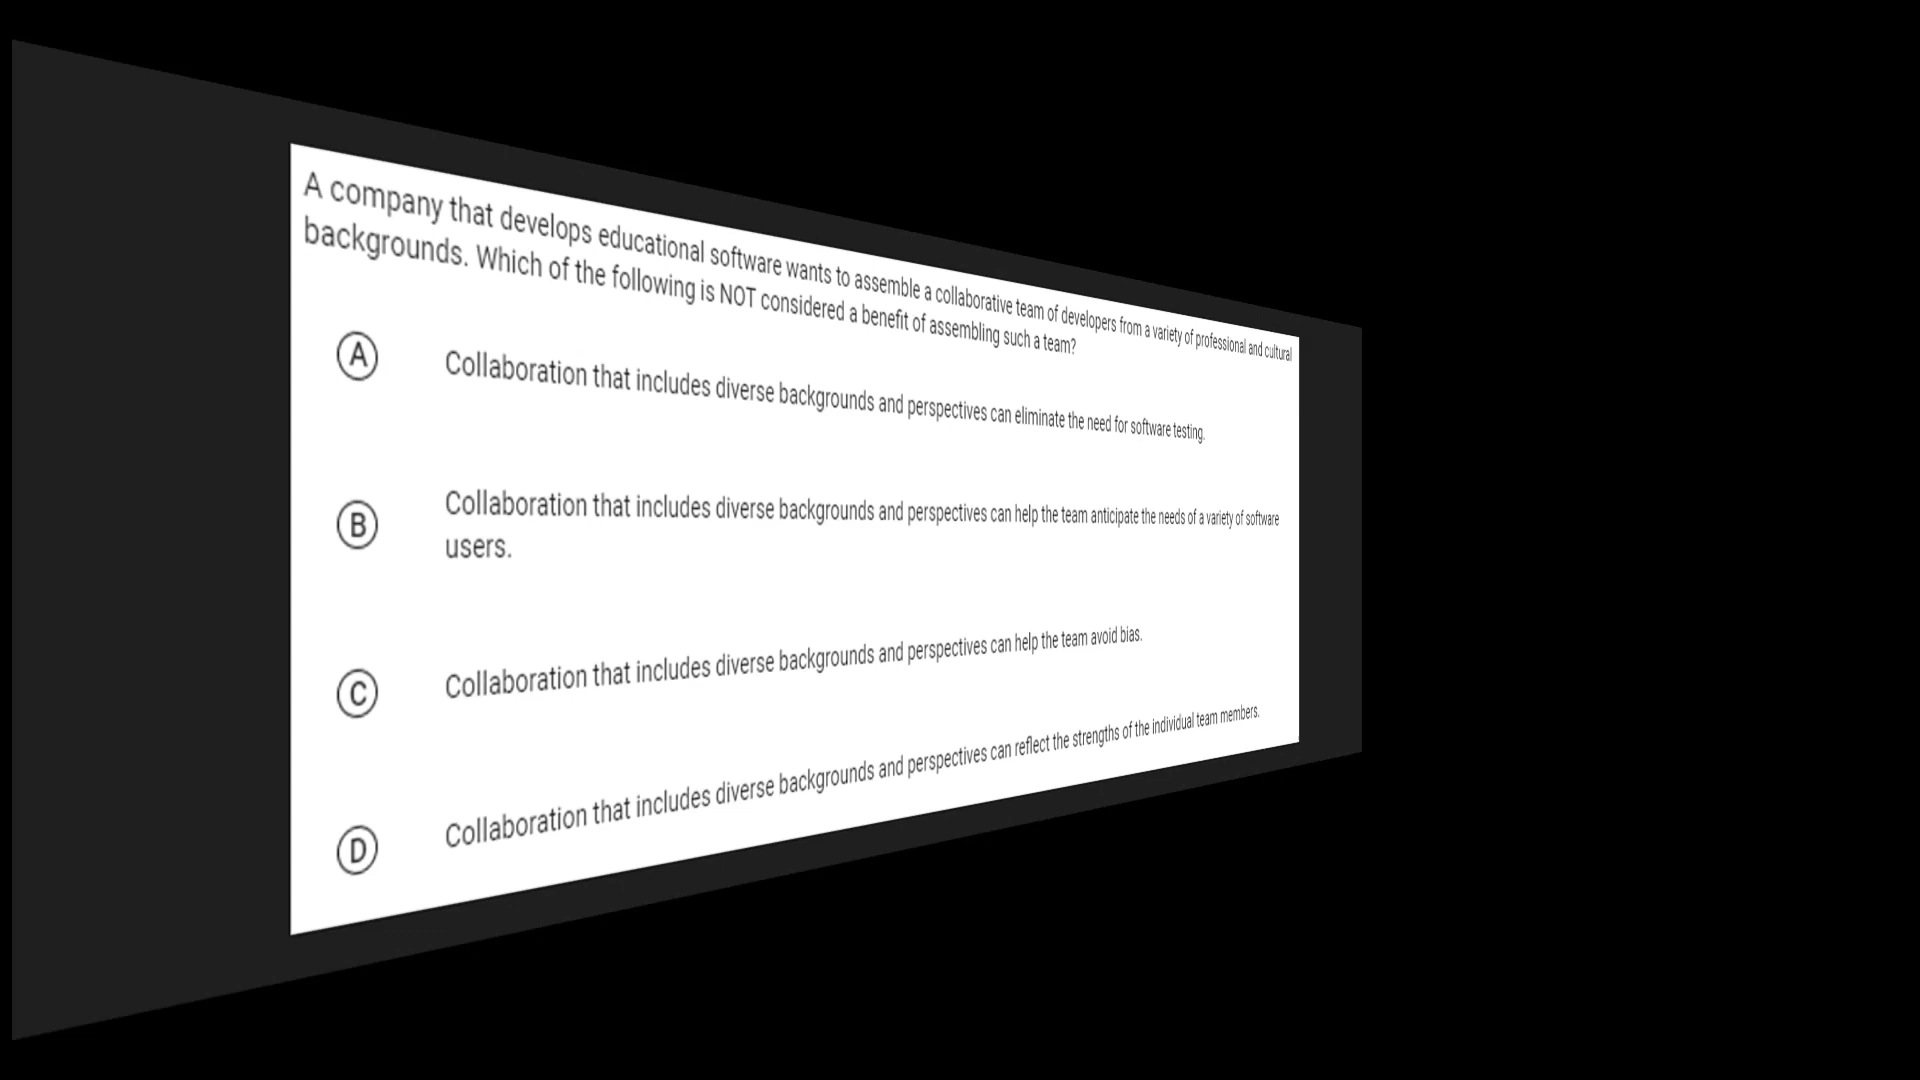 A company that develops educational software wants to assemble a collaborative team of developers from a variety of professional and cultural
backgrounds. Which of the following is NOT considered a benefit of assembling such a team?
A Collaboration that includes diverse backgrounds and perspectives can eliminate the need for software testing.
B Collaboration that includes diverse backgrounds and perspectives can help the team anticipate the needs of a variety of software
users.
C Collaboration that includes diverse backgrounds and perspectives can help the team avoid bias.
D Collaboration that includes diverse backgrounds and perspectives can reflect the strengths of the individual team members.